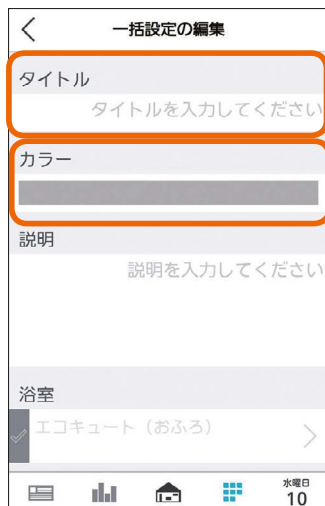 一括設定の編集
タイトル
タイトルを入力してください
カラー
説明
説明を入力してください
浴室
エコキュート（おふろ）
水曜日
10